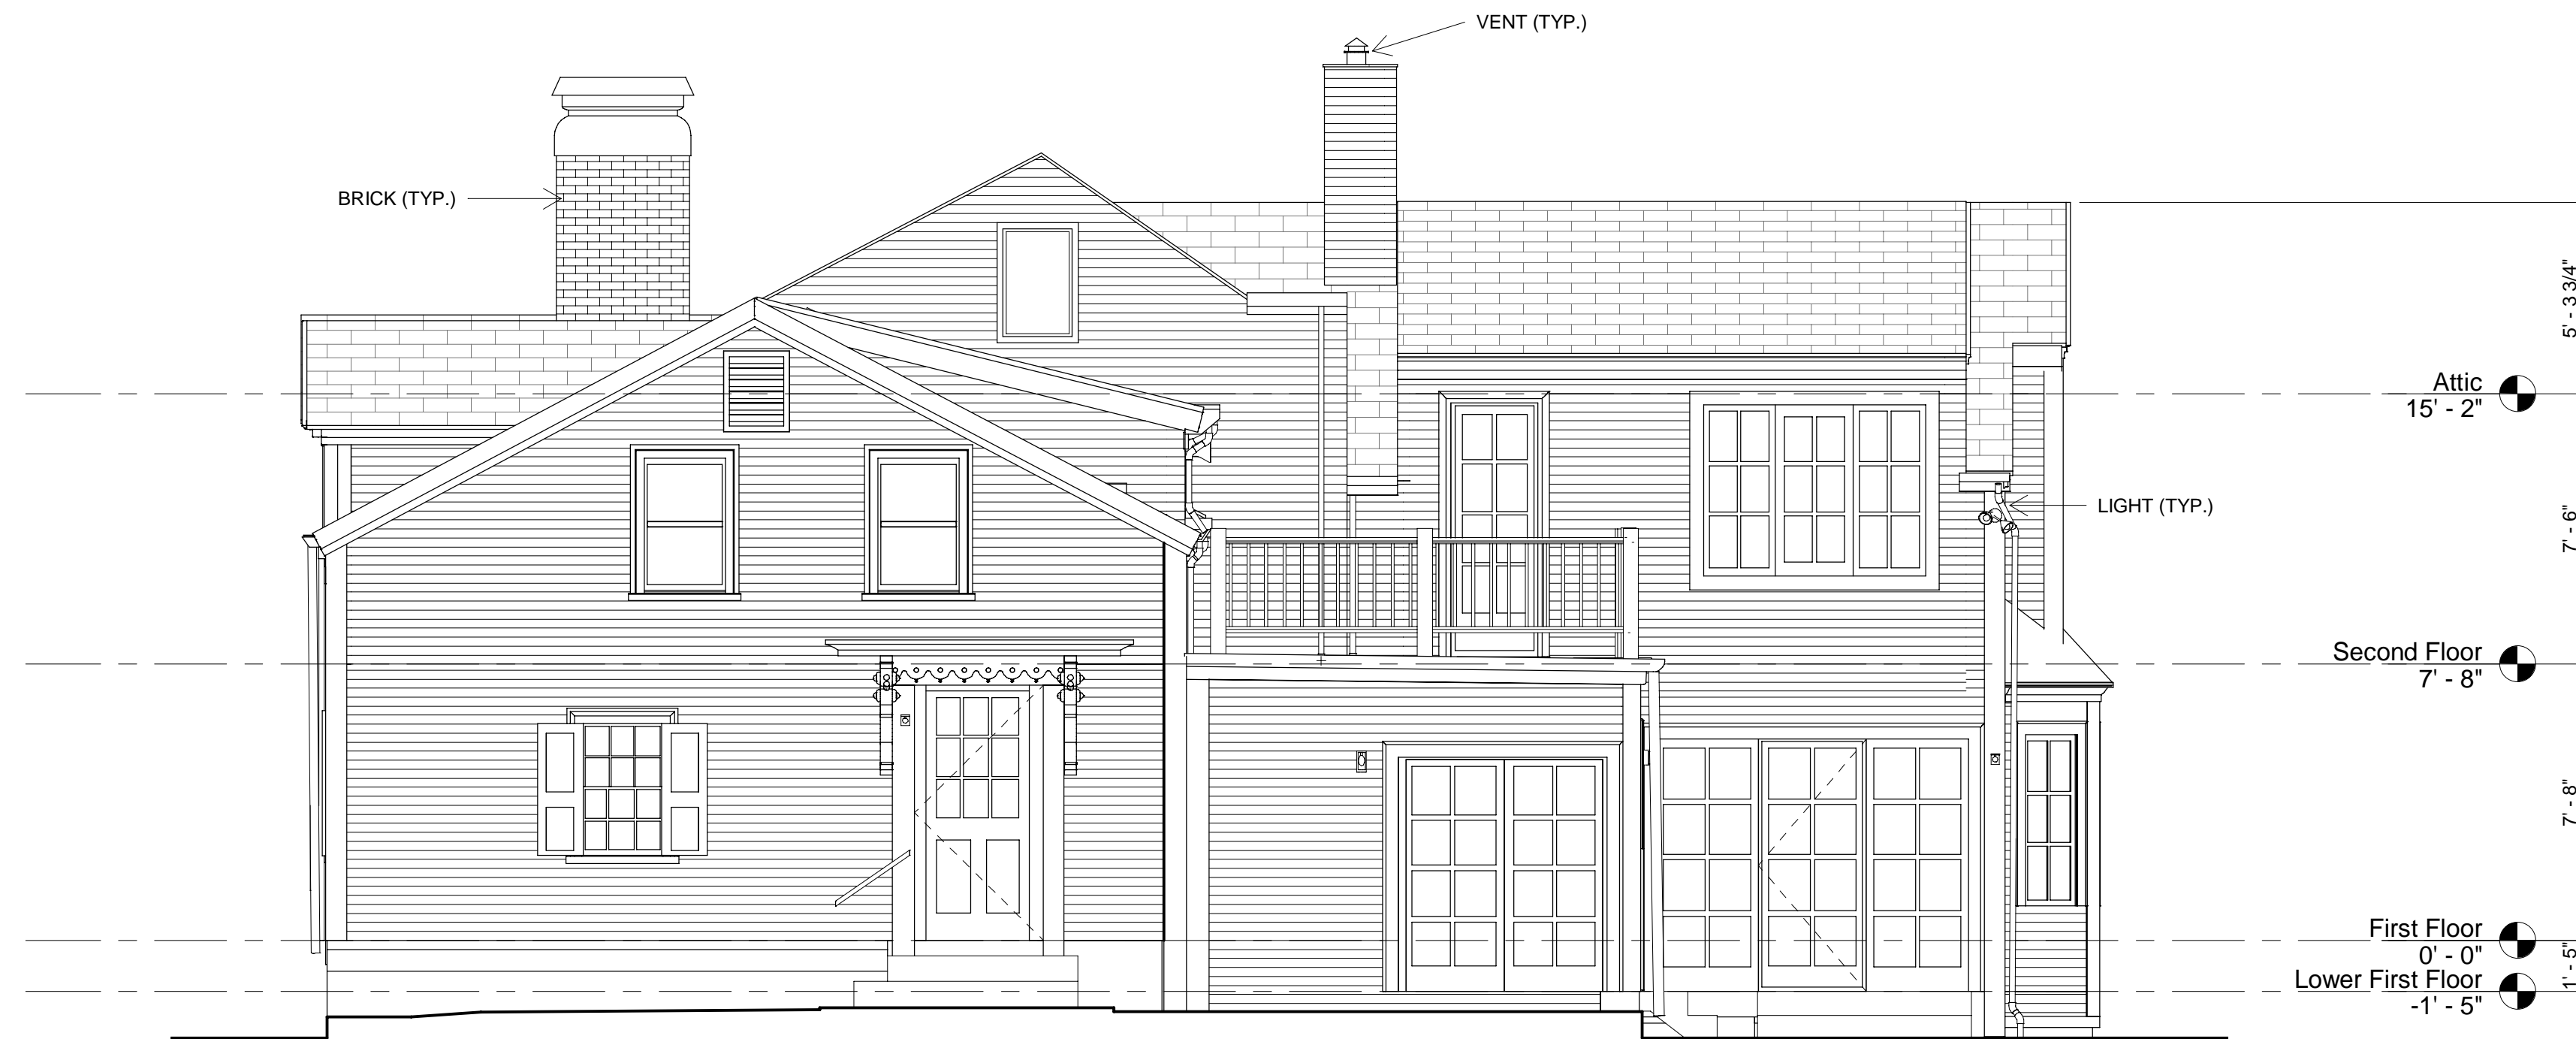 VENT (TYP.)
BRICK (TYP.)
5' - 3 3/4"
Attic
15' - 2"
LIGHT (TYP.)
7' - 6"
Second Floor
7' - 8"
7' - 8"
First Floor
0' - 0"
1' - 5"
Lower First Floor
-1' - 5"